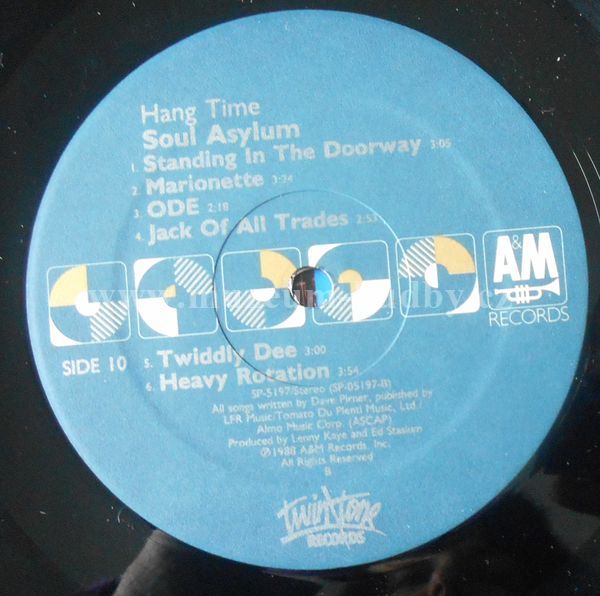 Hang Time
Soul Asylum
1. Standing In The Doorway 3:05
2. Marionette 3:34
3. ODE 2:18
4. Jack Of All Trades 2:53
A&M
RECORDS
SIDE 10
5. Twiddly Dee 3:00
6. Heavy Rotation 3:54
SP-5197/Stereo (SP-05197-B)
All songs written by Dave Pirner, published by
LFR Music/Tomato Du Plenti Music, Ltd./
Almo Music Corp. (ASCAP)
Produced by Lenny Kaye and Ed Stasium
℗1988 A&M Records, Inc.
All Rights Reserved
B
twin/tone
RECORDS